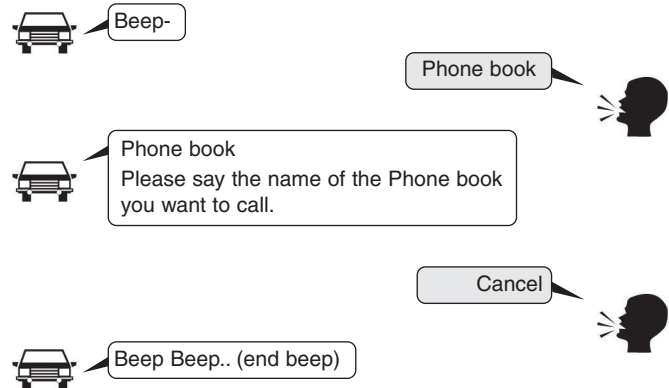 Beep-
Phone book
Phone book
Please say the name of the Phone book
you want to call.
Cancel
Beep Beep.. (end beep)